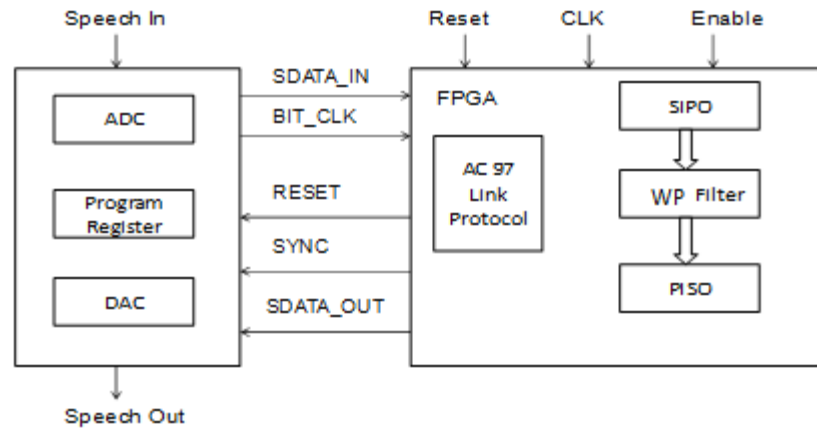 Speech In
Reset
CLK
Enable
ADC
Program
Register
DAC
SDATA_IN
BIT_CLK
RESET
SYNC
SDATA_OUT
FPGA
AC 97
Link
Protocol
SIPO
WP Filter
PISO
Speech Out